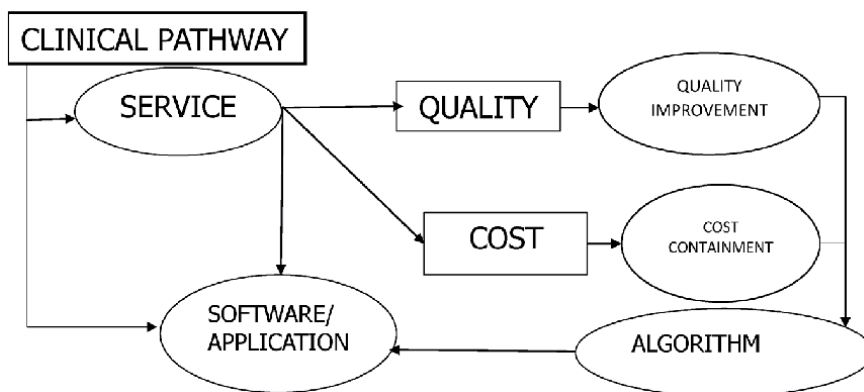 CLINICAL PATHWAY
SERVICE
QUALITY
QUALITY
IMPROVEMENT
COST
COST
CONTAINMENT
SOFTWARE/
APPLICATION
ALGORITHM